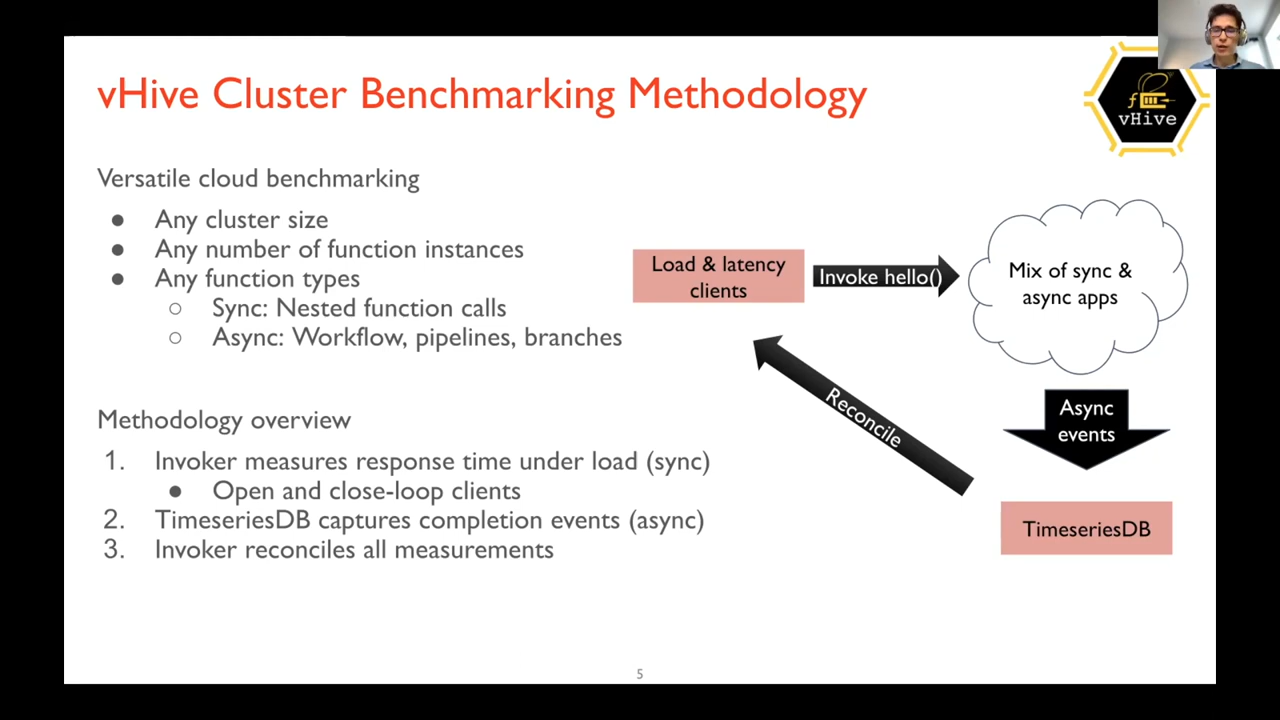 vHive Cluster Benchmarking Methodology
vHive
Versatile cloud benchmarking
● Any cluster size
● Any number of function instances
● Any function types
○ Sync: Nested function calls
○ Async: Workflow, pipelines, branches
Load & latency
clients
Invoke hello()
Mix of sync &
async apps
Async
events
Reconcile
TimeseriesDB
Methodology overview
1. Invoker measures response time under load (sync)
● Open and close-loop clients
2. TimeseriesDB captures completion events (async)
3. Invoker reconciles all measurements
5